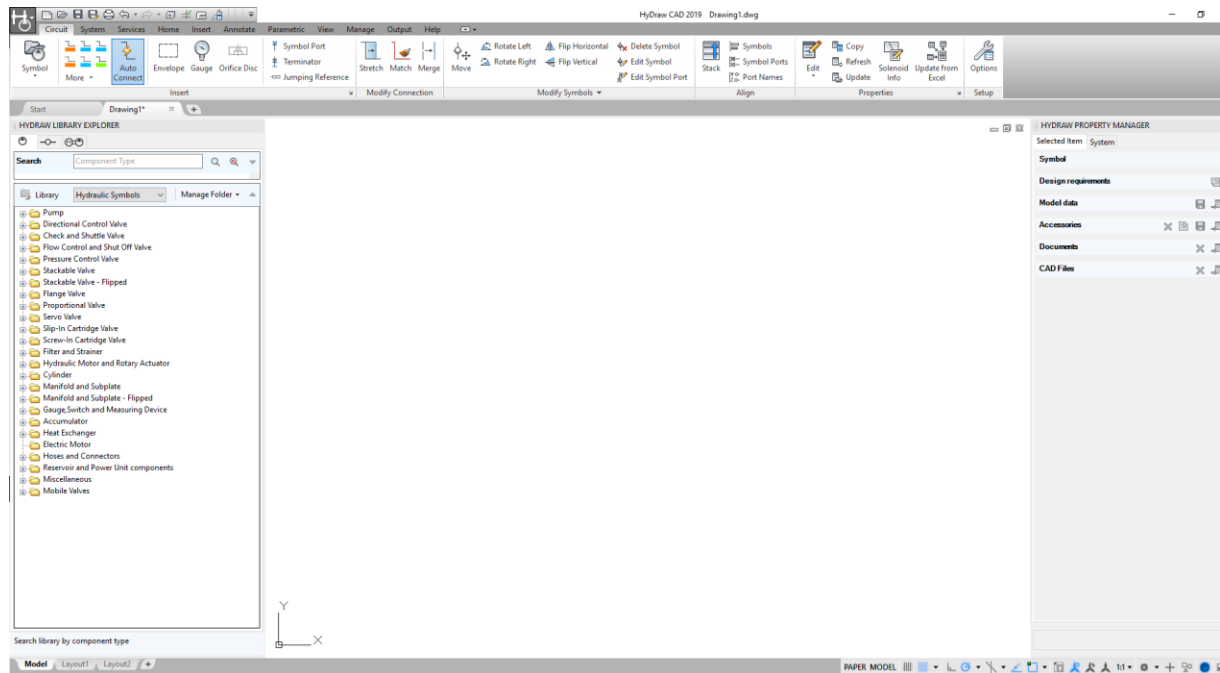 HyDraw CAD 2019 Drawing1.dwg
Circuit System Services Home Insert Annotate Parametric View Manage Output Help
Symbol
More
Auto Connect
Envelope Gauge Orifice Disc
Symbol Port
Terminator
Jumping Reference
Insert
Stretch Match Merge
Modify Connection
Move
Rotate Left Flip Horizontal Delete Symbol
Rotate Right Flip Vertical Edit Symbol
Edit Symbol Port
Modify Symbols
Stack
Symbols
Symbol Ports
Port Names
Align
Edit
Copy
Refresh
Update
Solenoid Info
Update from Excel
Properties
Options
Setup
Start Drawing1*
HYDRAW LIBRARY EXPLORER
Search Component Type
Library Hydraulic Symbols Manage Folder
Pump
Directional Control Valve
Check and Shuttle Valve
Flow Control and Shut Off Valve
Pressure Control Valve
Stackable Valve
Stackable Valve - Flipped
Flange Valve
Proportional Valve
Servo Valve
Slip-In Cartridge Valve
Screw-In Cartridge Valve
Filter and Strainer
Hydraulic Motor and Rotary Actuator
Cylinder
Manifold and Subplate
Manifold and Subplate - Flipped
Gauge,Switch and Measuring Device
Accumulator
Heat Exchanger
Electric Motor
Hoses and Connectors
Reservoir and Power Unit components
Miscellaneous
Mobile Valves
Search library by component type
Y
X
HYDRAW PROPERTY MANAGER
Selected Item System
Symbol
Design requirements
Model data
Accessories
Documents
CAD Files
Model Layout1 Layout2 +
PAPER MODEL 1:1